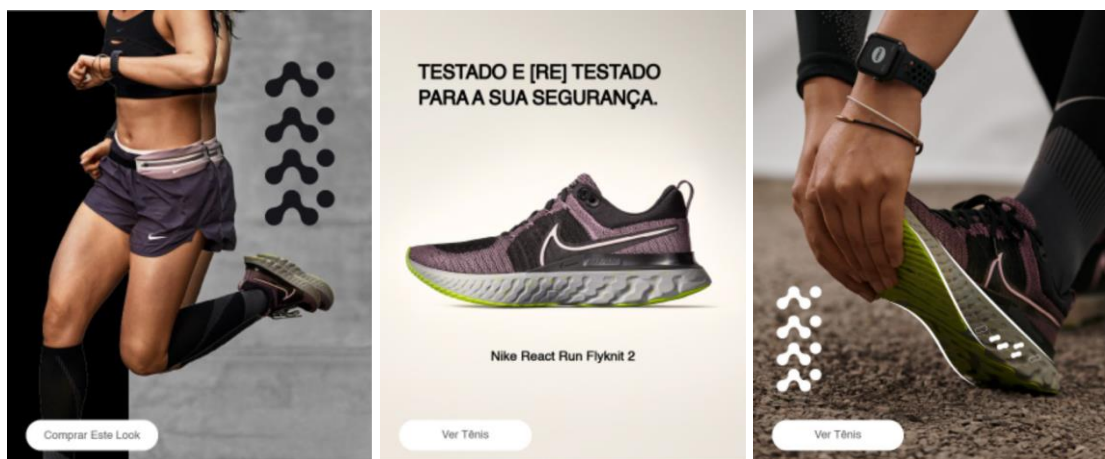 TESTADO E [RE] TESTADO
PARA A SUA SEGURANÇA.
Nike React Run Flyknit 2
Comprar Este Look
Ver Tênis
Ver Tênis